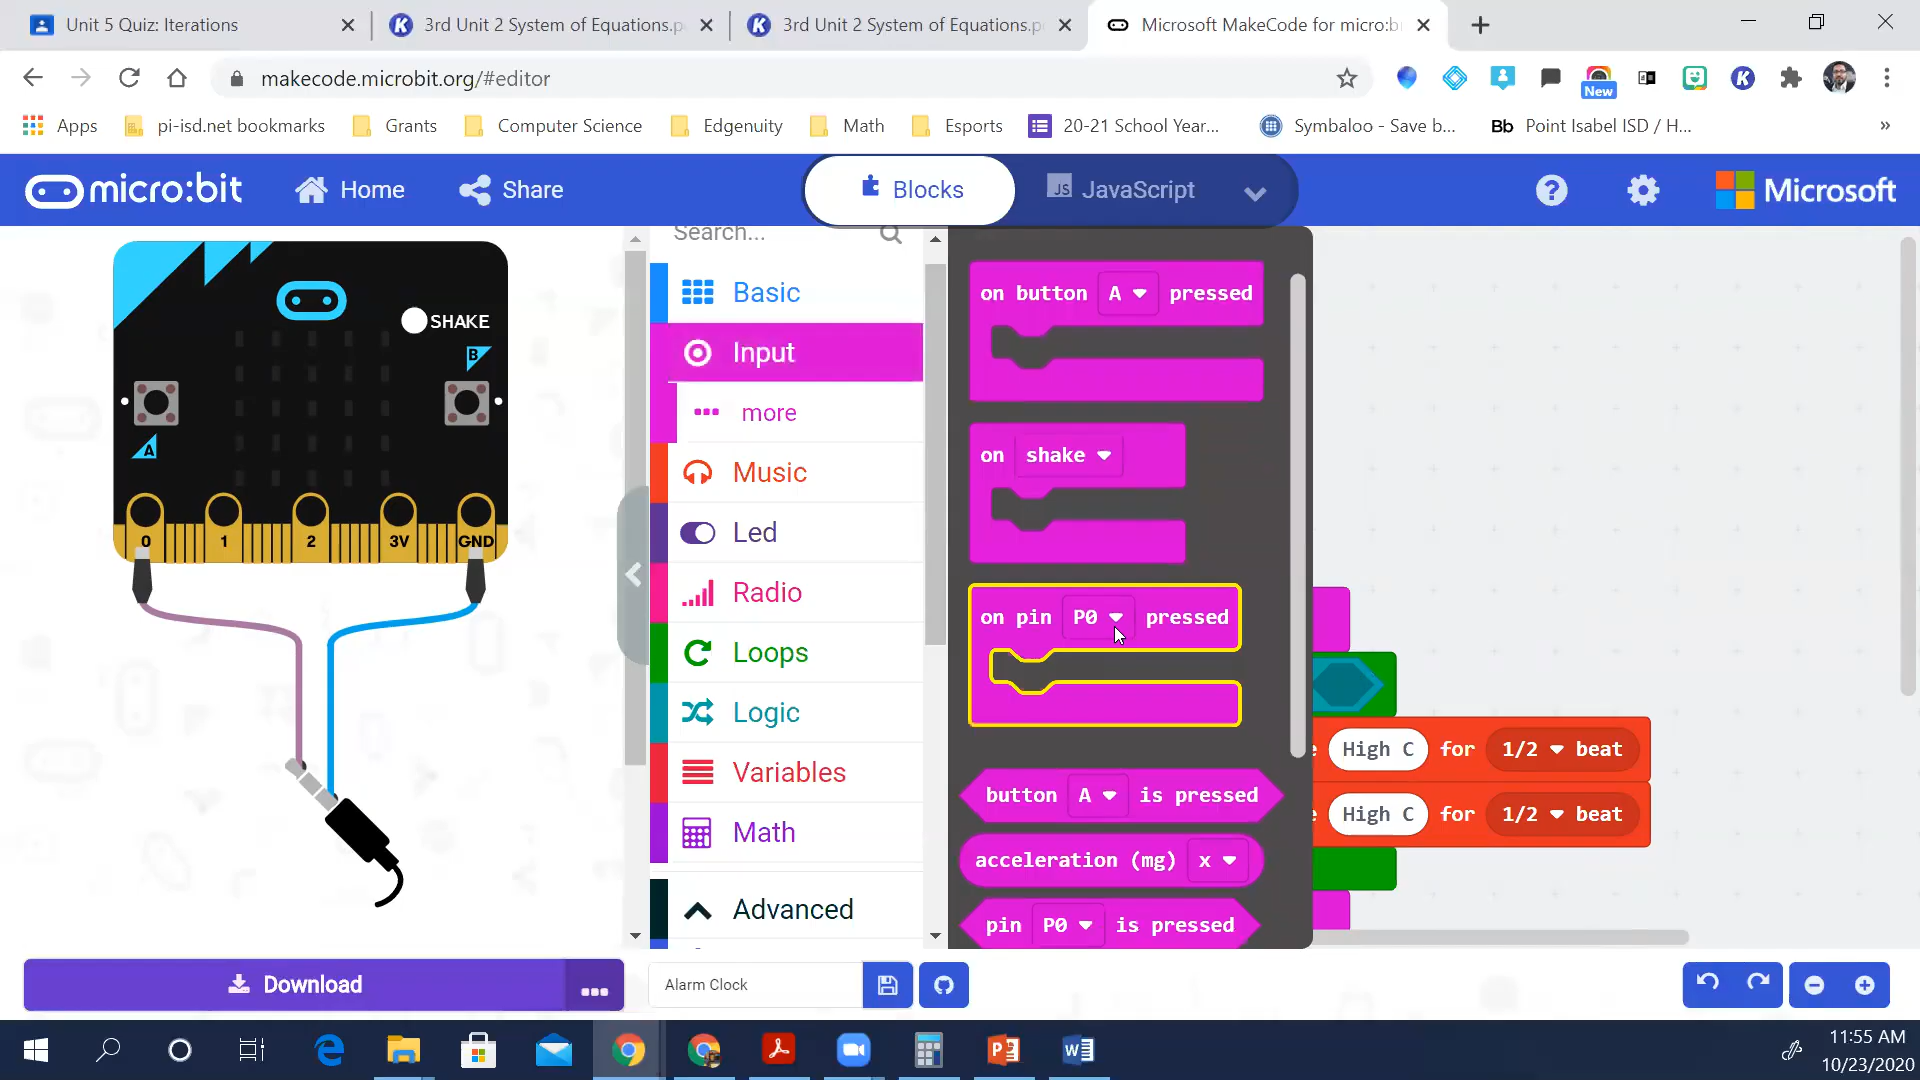 Unit 5 Quiz: Iterations
3rd Unit 2 System of Equations.p
3rd Unit 2 System of Equations.p
Microsoft MakeCode for micro:b
makecode.microbit.org/#editor
New
Apps
pi-isd.net bookmarks
Grants
Computer Science
Edgenuity
Math
Esports
20-21 School Year...
Symbaloo - Save b...
Bb Point Isabel ISD / H...
»
micro:bit
Home
Share
Blocks
JS JavaScript
?
Microsoft
SHAKE
B
A
0 1 2 3V GND
Search...
Basic
Input
more
Music
Led
Radio
Loops
Logic
Variables
Math
Advanced
on button A pressed
on shake
on pin P0 pressed
button A is pressed
acceleration (mg) x
pin P0 is pressed
High C for 1/2 beat
High C for 1/2 beat
Download
...
Alarm Clock
11:55 AM
10/23/2020